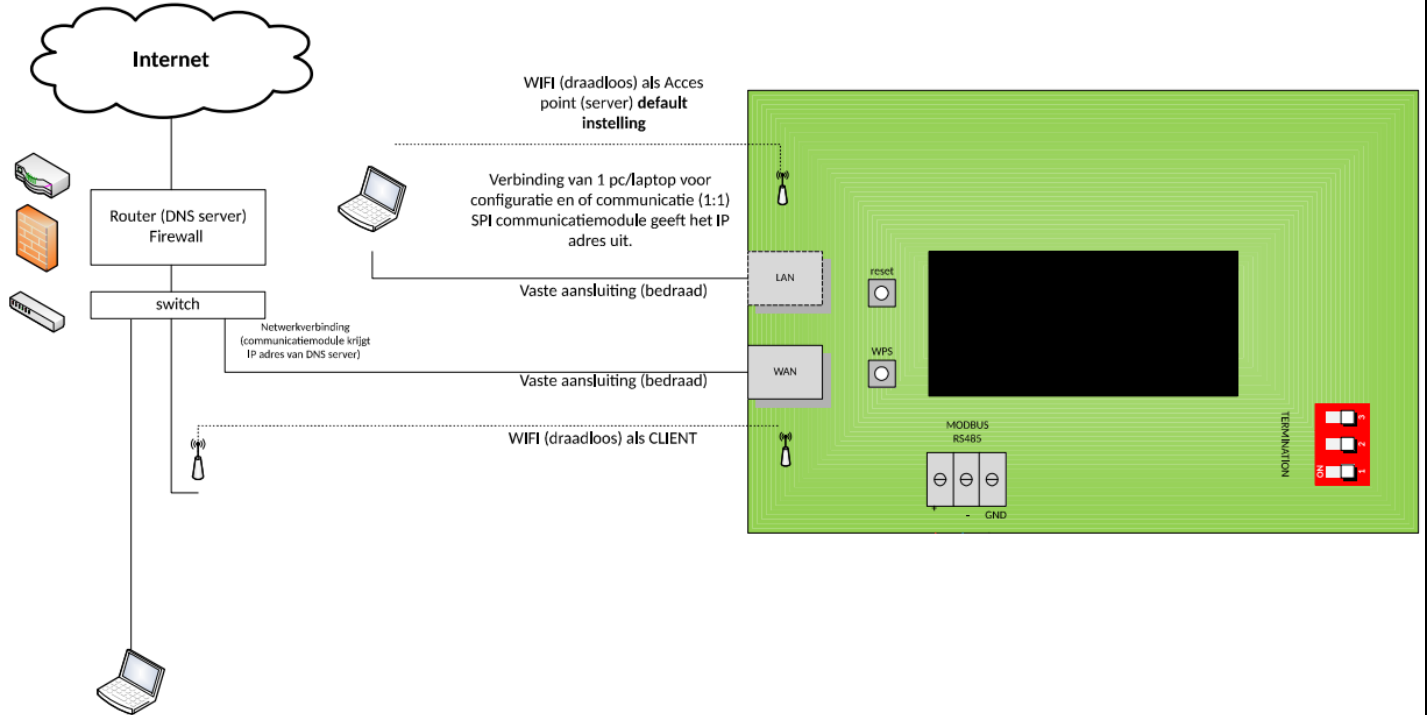 Internet
Router (DNS server)
Firewall
switch
Netwerkverbinding
(communicatiemodule krijgt
IP adres van DNS server)
WIFI (draadloos) als Acces
point (server) default
instelling
Verbinding van 1 pc/laptop voor
configuratie en of communicatie (1:1)
SPI communicatiemodule geeft het IP
adres uit.
Vaste aansluiting (bedraad)
Vaste aansluiting (bedraad)
WIFI (draadloos) als CLIENT
LAN
reset
WAN
WPS
MODBUS
RS485
+ - GND
TERMINATION
3
2
1
ON